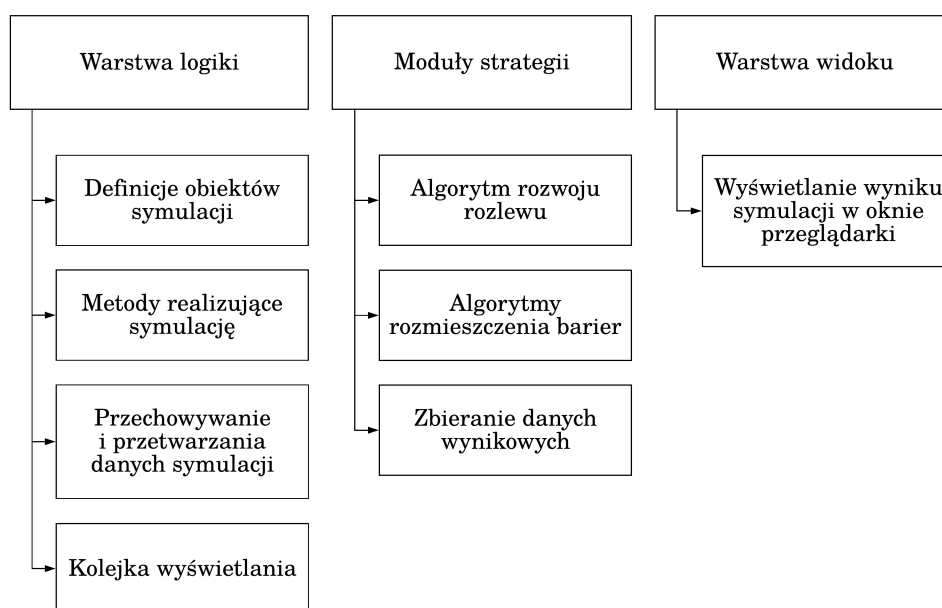 Warstwa logiki
Definicje obiektów
symulacji
Metody realizujące
symulację
Przechowywanie
i przetwarzania
danych symulacji
Kolejka wyświetlania
Moduły strategii
Algorytm rozwoju
rozlewu
Algorytmy
rozmieszczenia barier
Zbieranie danych
wynikowych
Warstwa widoku
Wyświetlanie wyniku
symulacji w oknie
przeglądarki